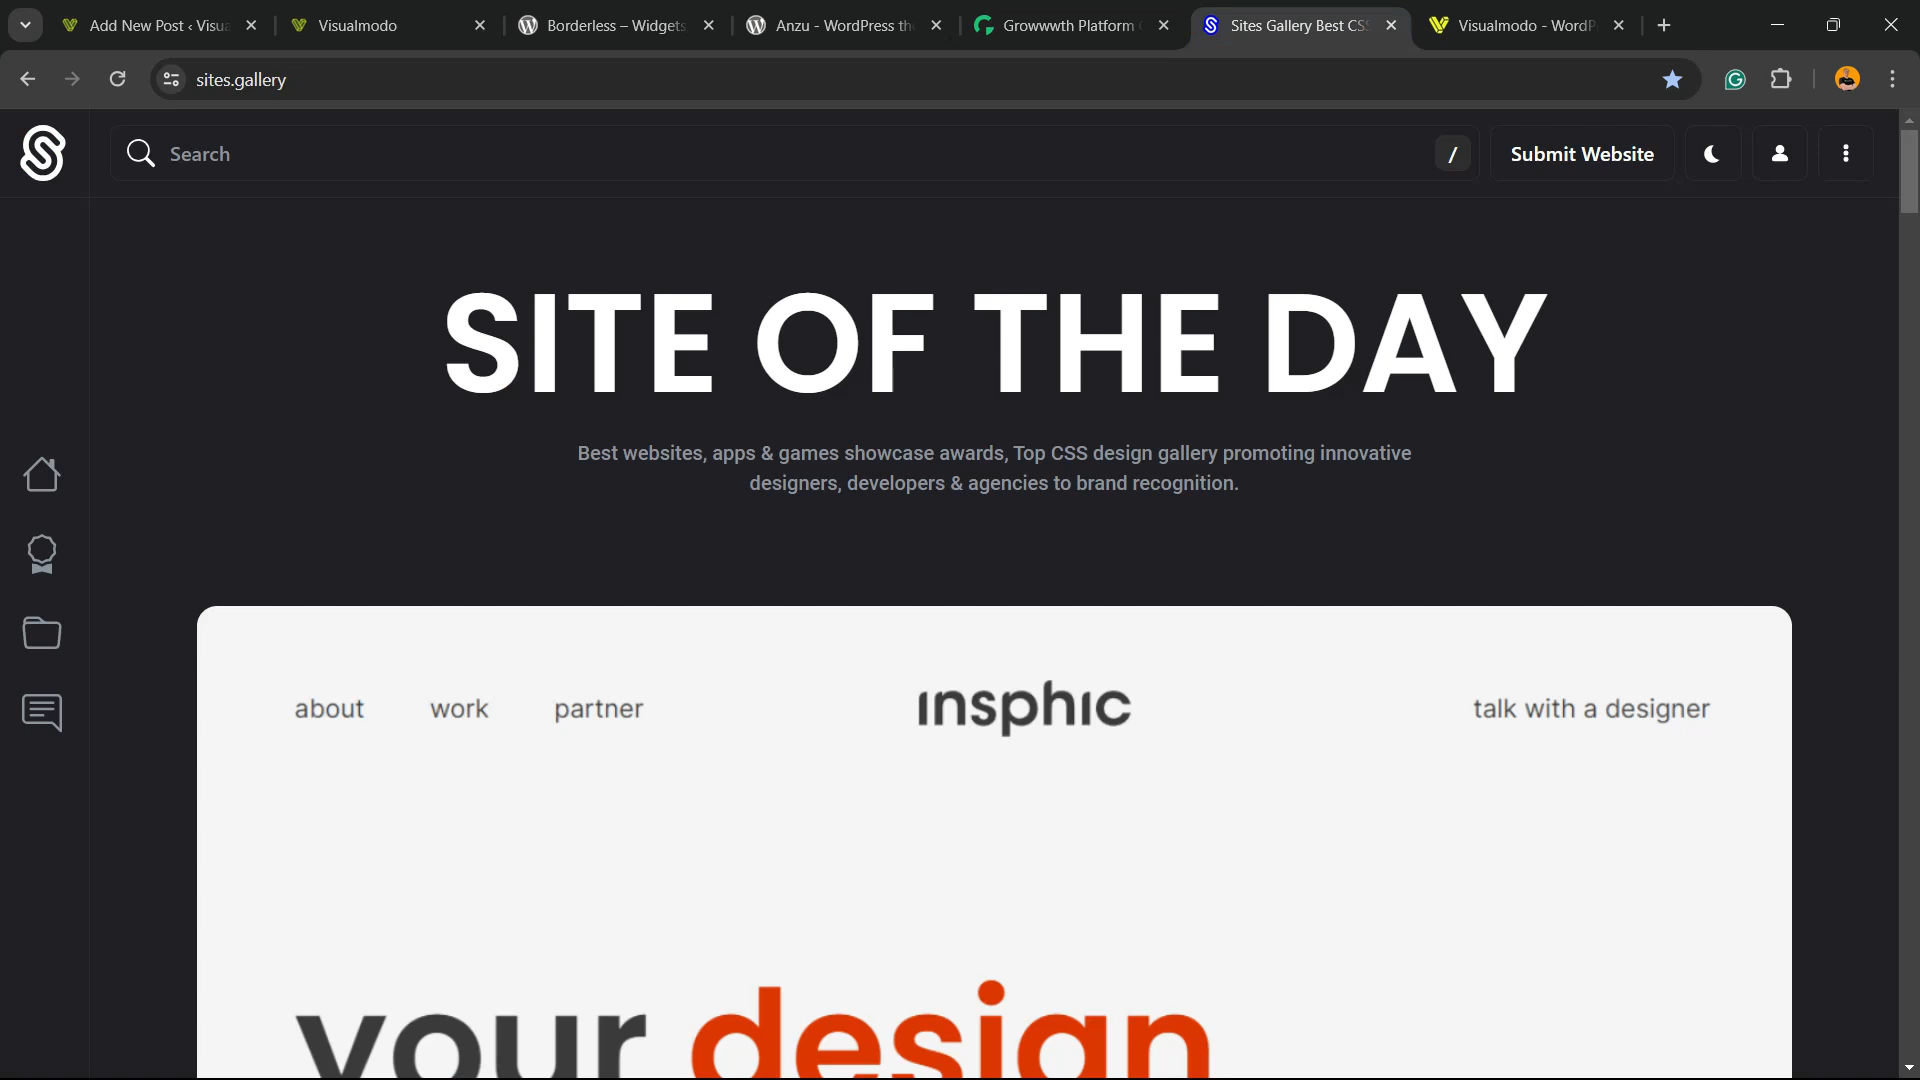 Add New Post ‹ Visua
Visualmodo
Borderless – Widgets
Anzu - WordPress th
Growwwth Platform
Sites Gallery Best CS
Visualmodo - WordP
sites.gallery
Search
/
Submit Website
SITE OF THE DAY
Best websites, apps & games showcase awards, Top CSS design gallery promoting innovative
designers, developers & agencies to brand recognition.
about work partner
insphic
talk with a designer
your design